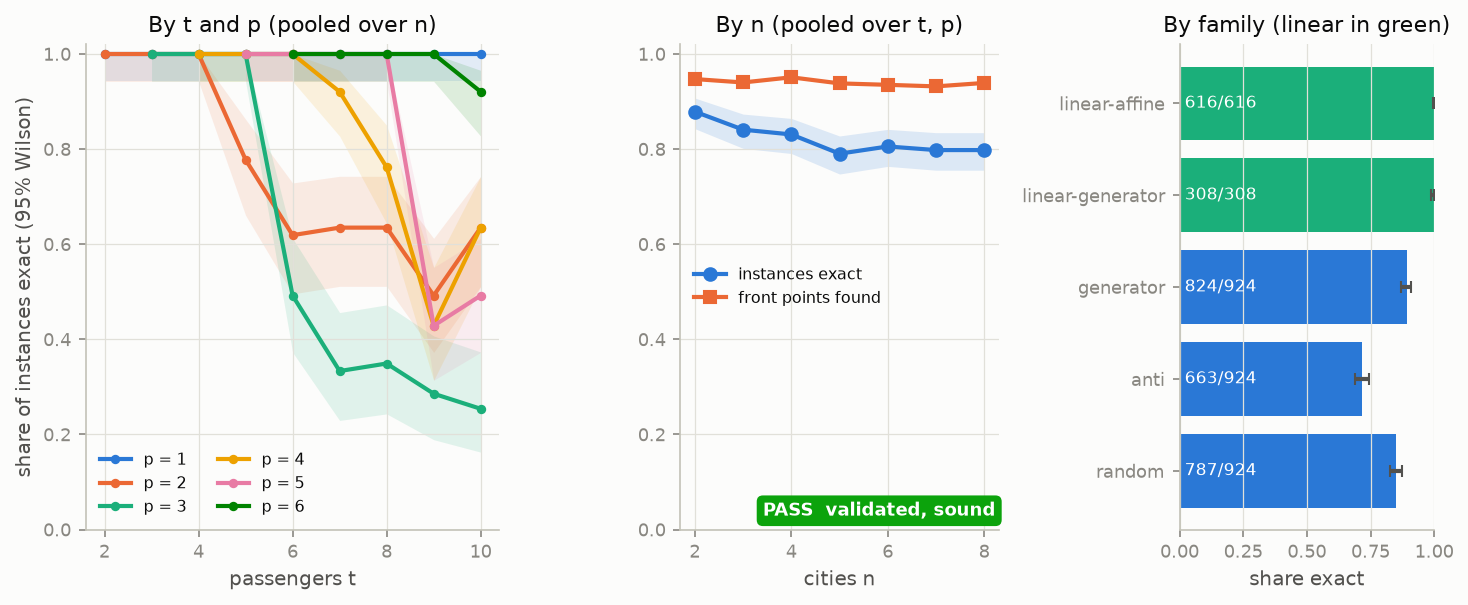 By t and p (pooled over n)
share of instances exact (95% Wilson)
1.0
0.8
0.6
0.4
0.2
0.0
2
4
6
8
10
passengers t
p = 1
p = 2
p = 3
p = 4
p = 5
p = 6
By n (pooled over t, p)
1.0
0.8
0.6
0.4
0.2
0.0
instances exact
front points found
PASS validated, sound
2
4
6
8
cities n
By family (linear in green)
linear-affine
616/616
linear-generator
308/308
generator
824/924
anti
663/924
random
787/924
0.00
0.25
0.50
0.75
1.00
share exact